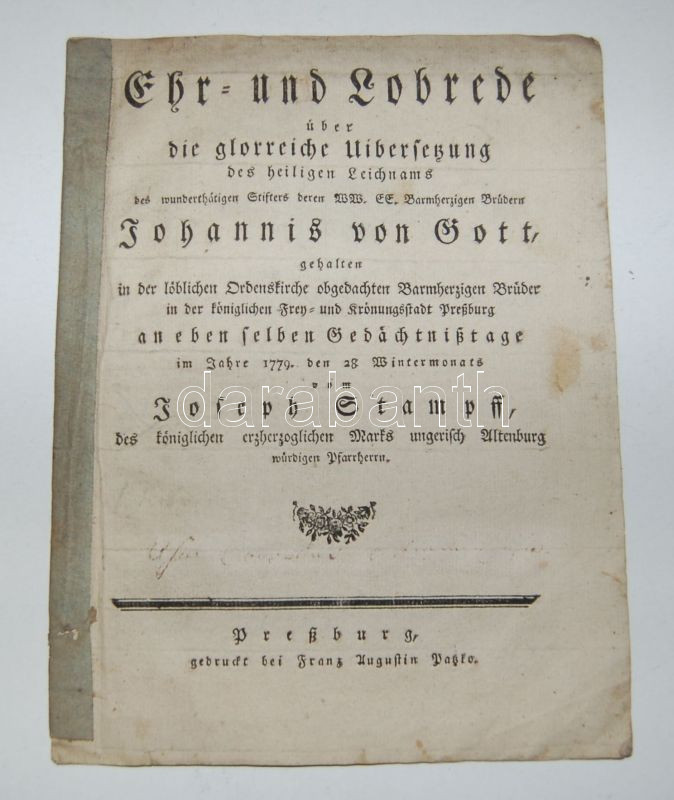 Ehr- und Lobrede
über
die glorreiche Uibersetzung
des heiligen Leichnams
des wunderthätigen Stifters deren WW. EE. Barmherzigen Brüdern
Johannis von Gott,
gehalten
in der löblichen Ordenskirche obgedachten Barmherzigen Brüder
in der königlichen Frey- und Krönungsstadt Preßburg
an eben selben Gedächtnißtage
im Jahre 1779. den 28 Wintermonats
vom
darabanth
Joseph Stampff,
des königlichen erzherzoglichen Marks ungerisch Altenburg
würdigen Pfarrherrn.
Preßburg,
gedruckt bei Franz Augustin Patzko.